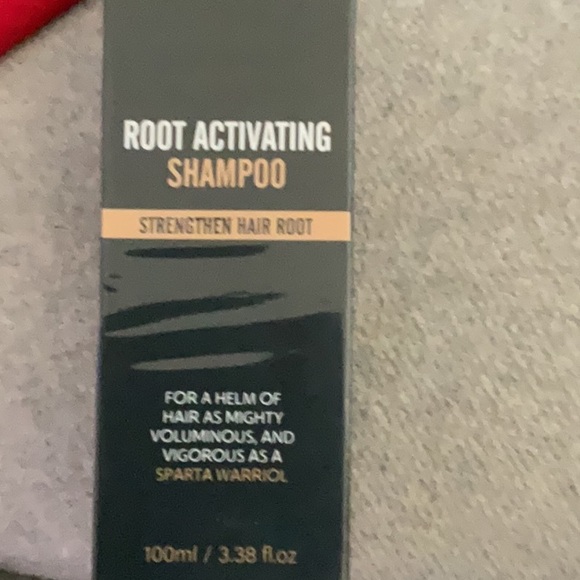 ROOT ACTIVATING
SHAMPOO
STRENGTHEN HAIR ROOT
FOR A HELM OF
HAIR AS MIGHTY
VOLUMINOUS, AND
VIGOROUS AS A
SPARTA WARRIOL
100ml / 3.38 fl.oz